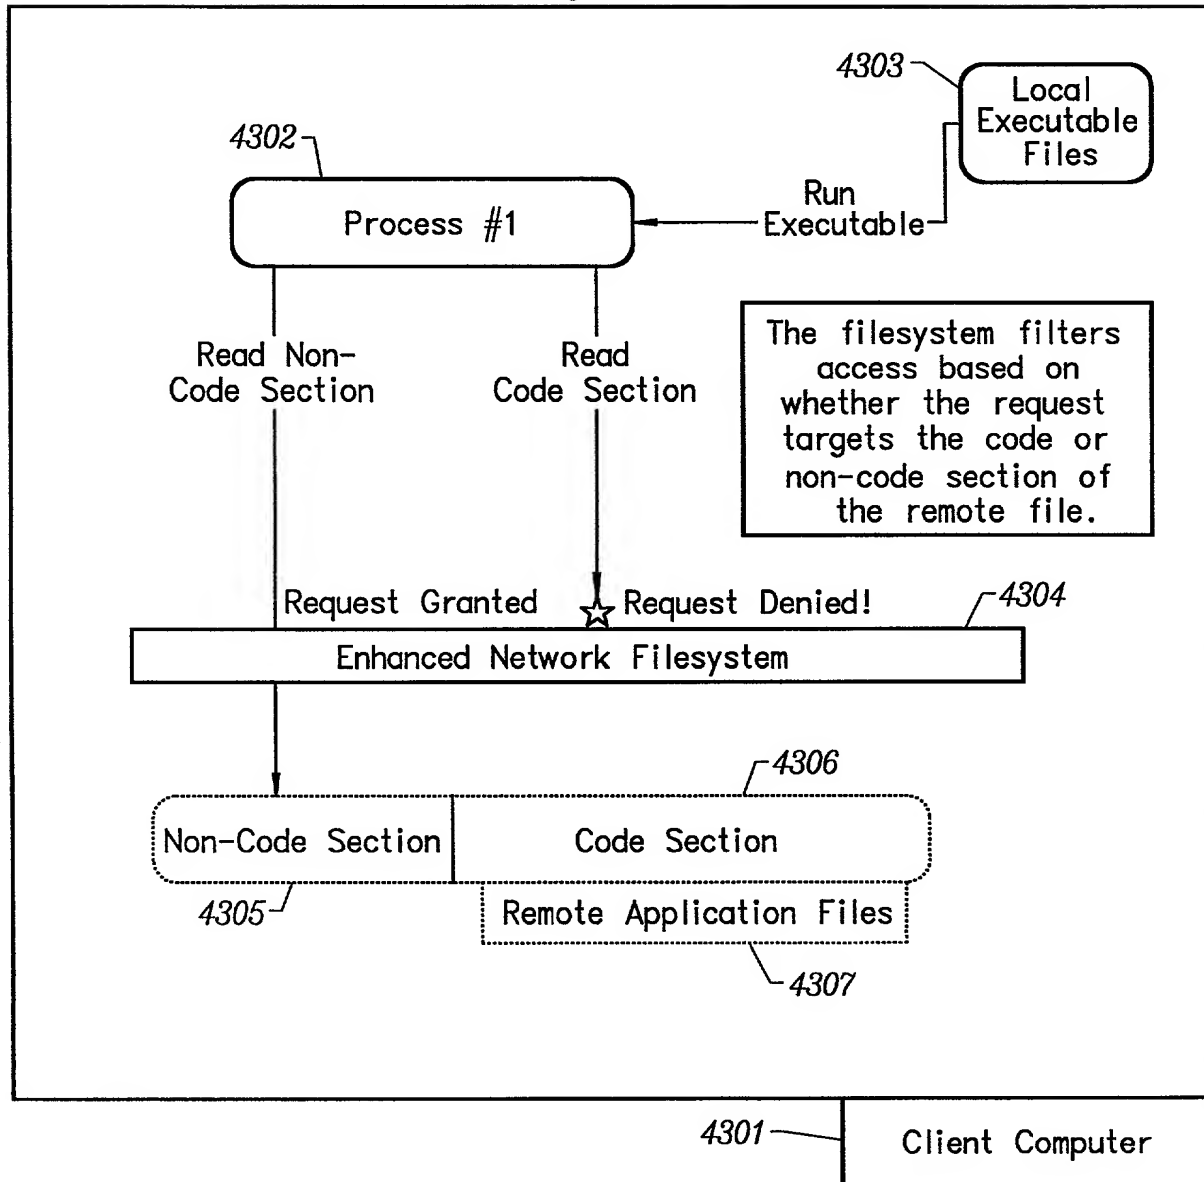 4303
Local
Executable
Files
4302
Run
Executable
Process #1
Read Non-
Code Section
Read
Code Section
The filesystem filters
access based on
whether the request
targets the code or
non-code section of
the remote file.
Request Granted
Request Denied!
4304
Enhanced Network Filesystem
4306
Non-Code Section
Code Section
4305
Remote Application Files
4307
4301
Client Computer